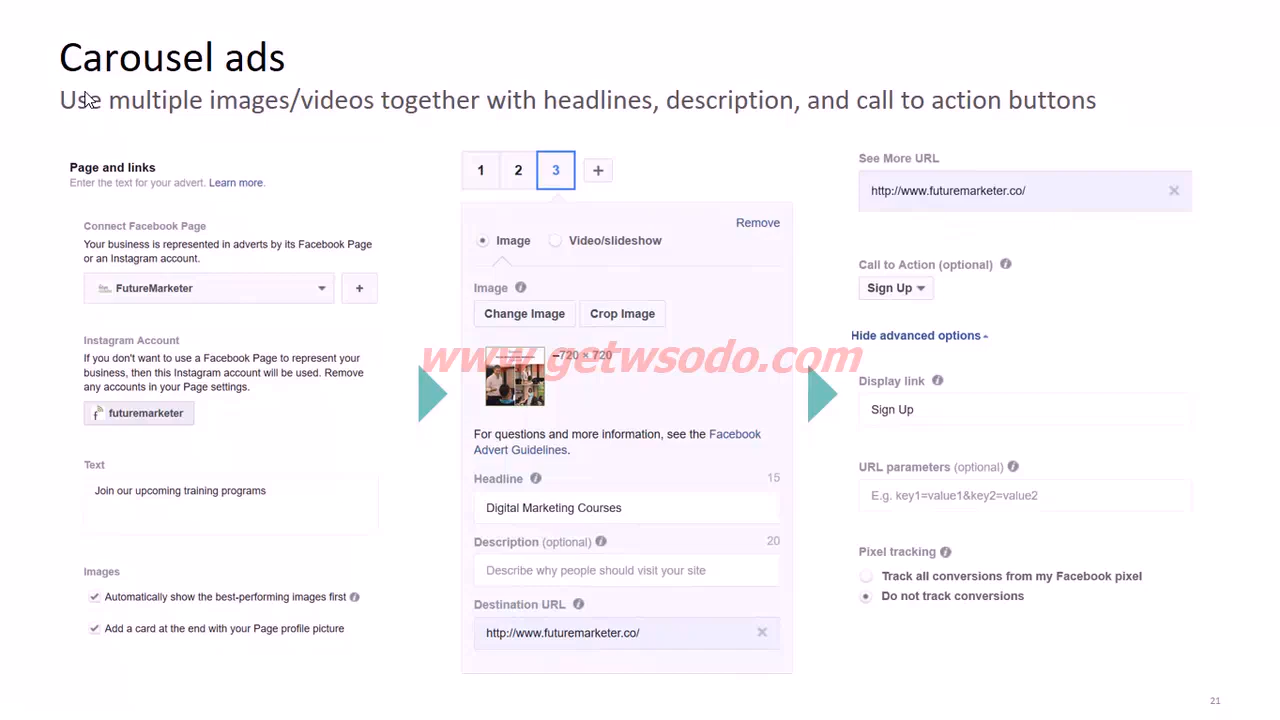 Carousel ads
Use multiple images/videos together with headlines, description, and call to action buttons
Page and links
Enter the text for your advert. Learn more.
Connect Facebook Page
Your business is represented in adverts by its Facebook Page
or an Instagram account.
FutureMarketer
+
Instagram Account
If you don't want to use a Facebook Page to represent your
business, then this Instagram account will be used. Remove
any accounts in your Page settings.
futuremarketer
Text
Join our upcoming training programs
Images
Automatically show the best-performing images first
Add a card at the end with your Page profile picture
1 2 3 +
Remove
Image Video/slideshow
Image
Change Image Crop Image
720 × 720
www.getwsodo.com
For questions and more information, see the Facebook
Advert Guidelines.
Headline 15
Digital Marketing Courses
Description (optional) 20
Describe why people should visit your site
Destination URL
http://www.futuremarketer.co/
See More URL
http://www.futuremarketer.co/
Call to Action (optional)
Sign Up
Hide advanced options
Display link
Sign Up
URL parameters (optional)
E.g. key1=value1&key2=value2
Pixel tracking
Track all conversions from my Facebook pixel
Do not track conversions
21